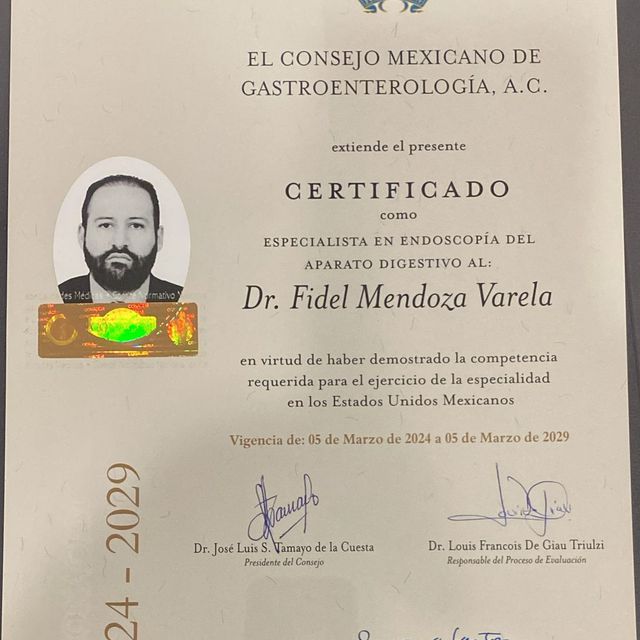 EL CONSEJO MEXICANO DE
GASTROENTEROLOGÍA, A.C.
extiende el presente
CERTIFICADO
como
ESPECIALISTA EN ENDOSCOPÍA DEL
APARATO DIGESTIVO AL:
Dr. Fidel Mendoza Varela
en virtud de haber demostrado la competencia
requerida para el ejercicio de la especialidad
en los Estados Unidos Mexicanos
Vigencia de: 05 de Marzo de 2024 a 05 de Marzo de 2029
Dr. José Luis S. Tamayo de la Cuesta
Presidente del Consejo
Dr. Louis Francois De Giau Triulzi
Responsable del Proceso de Evaluación
24 - 2029